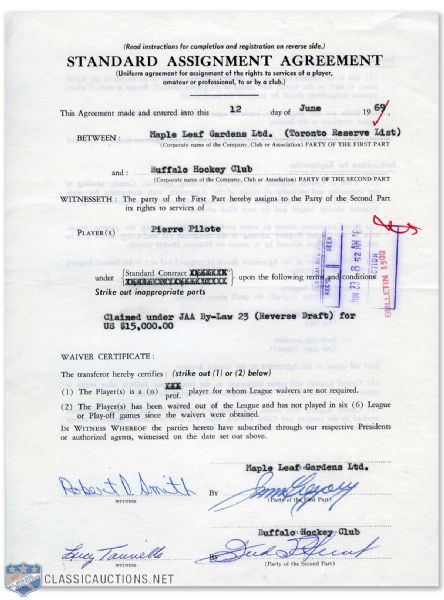 (Read instructions for completion and registration on reverse side.)
STANDARD ASSIGNMENT AGREEMENT
(Uniform agreement for assignment of the rights to services of a player,
amateur or professional, to or by a club.)
This Agreement made and entered into this 12 day of June 1969
BETWEEN: Maple Leaf Gardens Ltd. (Toronto Reserve List)
(Corporate name of the Company, Club or Association) PARTY OF THE FIRST PART
and: Buffalo Hockey Club
(Corporate name of the Company, Club or Association) PARTY OF THE SECOND PART
WITNESSETH: The party of the First Part hereby assigns to the Party of the Second Part
its rights to services of
PLAYER(S) Pierre Pilote
under Standard Contract upon the following terms and conditions
Strike out inappropriate parts
23 8 52 AM
BULLETIN 1500
Claimed under JAA By-Law 23 (Reverse Draft) for
US $15,000.00
WAIVER CERTIFICATE:
The transferor hereby certifies: (strike out (1) or (2) below)
(1) The Player(s) is a (n) prof. player for whom League waivers are not required.
(2) The Player(s) has been waived out of the League and has not played in six (6) League
or Play-off games since the waivers were obtained.
IN WITNESS WHEREOF the parties hereto have subscribed through our respective Presidents
or authorized agents, witnessed on the date set out above.
Maple Leaf Gardens Ltd.
Robert D. Smith BY Jim Gregory
WITNESS (Party of the First Part)
Buffalo Hockey Club
By
WITNESS (Party of the Second Part)
CLASSICAUCTIONS.NET